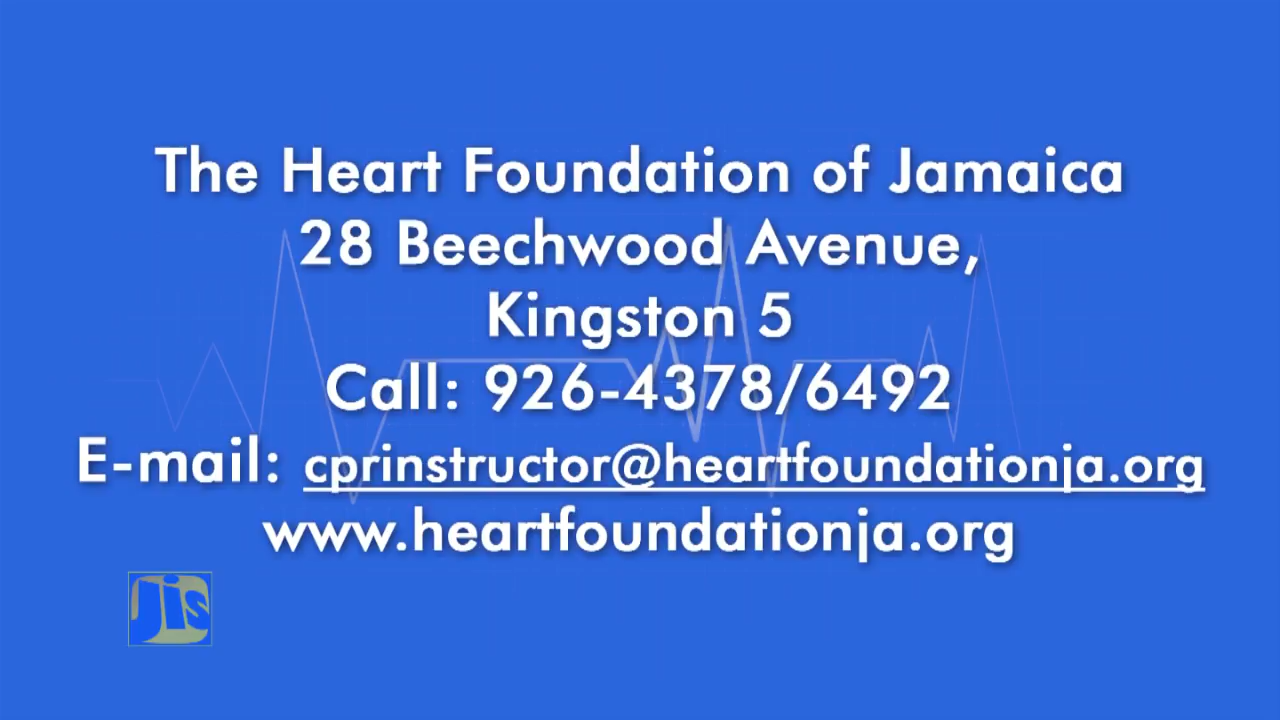 The Heart Foundation of Jamaica
28 Beechwood Avenue,
Kingston 5
Call: 926-4378/6492
E-mail: cprinstructor@heartfoundationja.org
www.heartfoundationja.org
jis